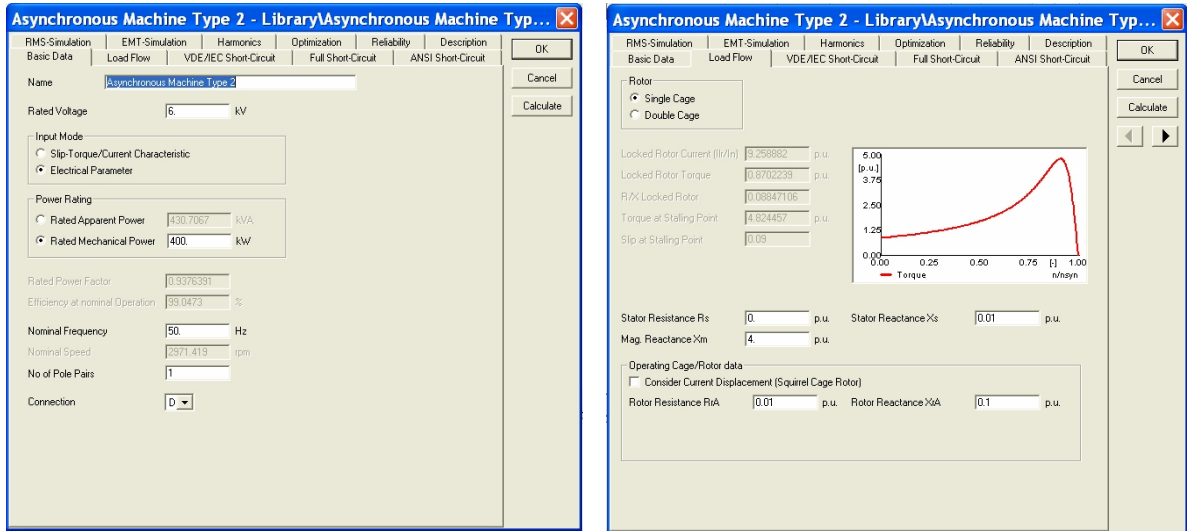 Asynchronous Machine Type 2 - Library\Asynchronous Machine Typ...
RMS-Simulation EMT-Simulation Harmonics Optimization Reliability Description
Basic Data Load Flow VDE/IEC Short-Circuit Full Short-Circuit ANSI Short-Circuit
OK
Cancel
Calculate
Name Asynchronous Machine Type 2
Rated Voltage 6. kV
Input Mode
Slip-Torque/Current Characteristic
Electrical Parameter
Power Rating
Rated Apparent Power 430.7067 kVA
Rated Mechanical Power 400. kW
Rated Power Factor 0.9376391
Efficiency at nominal Operation 99.0473 %
Nominal Frequency 50. Hz
Nominal Speed 2971.419 rpm
No of Pole Pairs 1
Connection D
Asynchronous Machine Type 2 - Library\Asynchronous Machine Typ...
RMS-Simulation EMT-Simulation Harmonics Optimization Reliability Description
Basic Data Load Flow VDE/IEC Short-Circuit Full Short-Circuit ANSI Short-Circuit
OK
Cancel
Calculate
Rotor
Single Cage
Double Cage
Locked Rotor Current (Ilr/In) 9.258882 p.u.
Locked Rotor Torque 0.8702239 p.u.
R/X Locked Rotor 0.08847106
Torque at Stalling Point 4.824457 p.u.
Slip at Stalling Point 0.09
5.00
[p.u.]
3.75
2.50
1.25
0.00
0.00 0.25 0.50 0.75 [-] 1.00
Torque n/nsyn
Stator Resistance Rs 0. p.u. Stator Reactance Xs 0.01 p.u.
Mag. Reactance Xm 4. p.u.
Operating Cage/Rotor data
Consider Current Displacement (Squirrel Cage Rotor)
Rotor Resistance RrA 0.01 p.u. Rotor Reactance XrA 0.1 p.u.